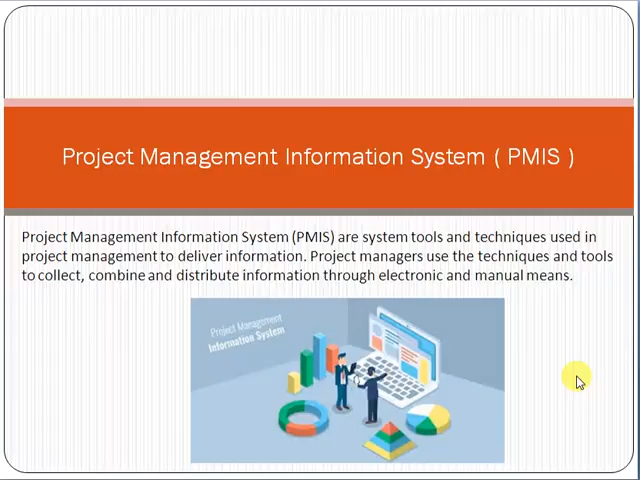 Project Management Information System ( PMIS )
Project Management Information System (PMIS) are system tools and techniques used in
project management to deliver information. Project managers use the techniques and tools
to collect, combine and distribute information through electronic and manual means.
Project Management
Information System